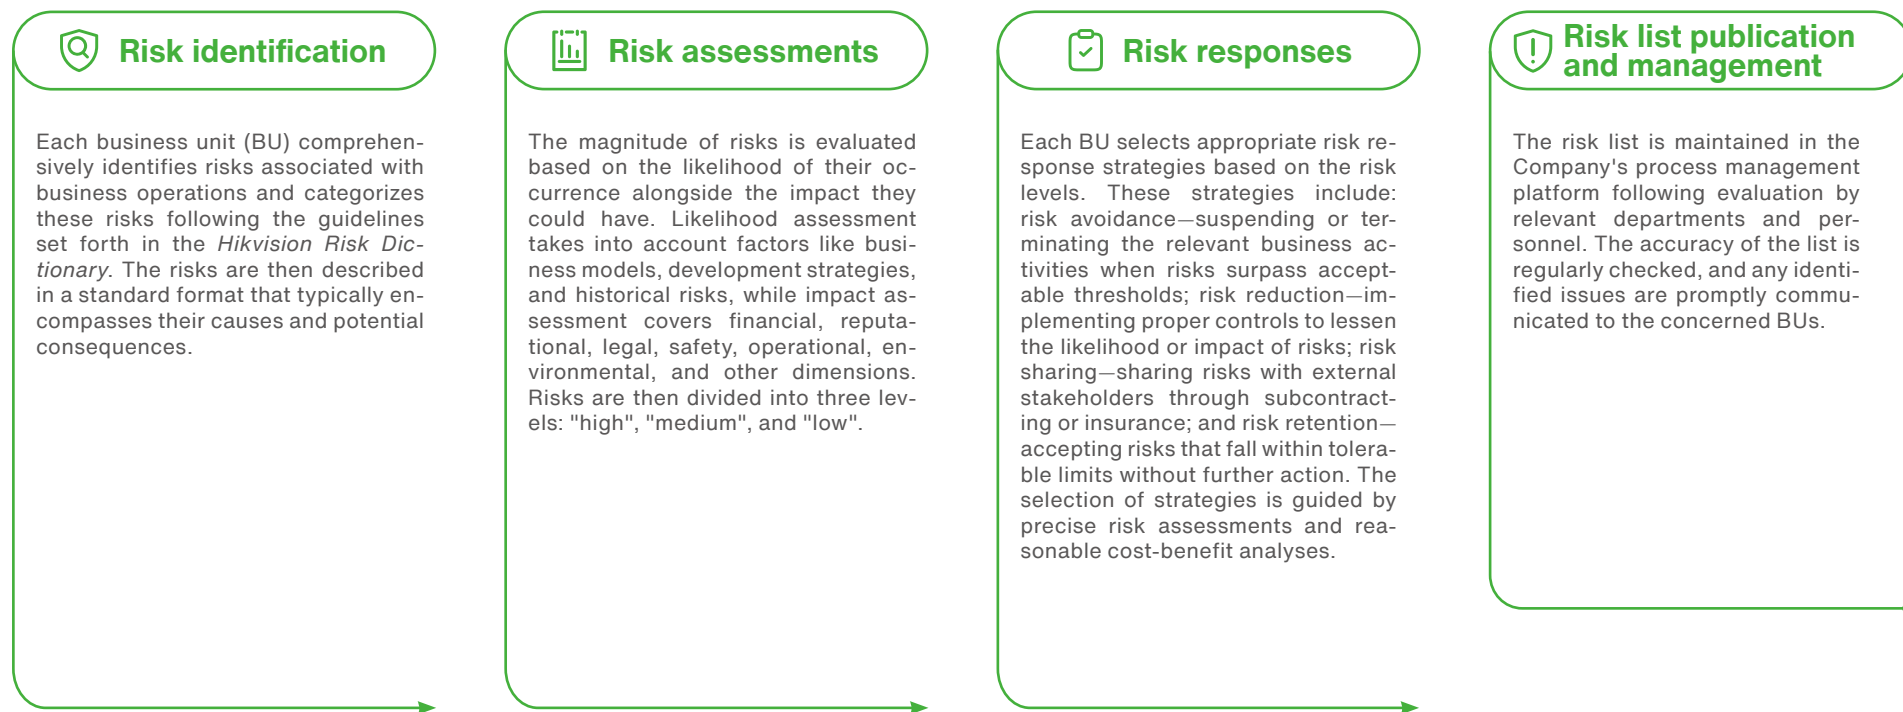 Risk identification
Each business unit (BU) comprehen-
sively identifies risks associated with
business operations and categorizes
these risks following the guidelines
set forth in the Hikvision Risk Dic-
tionary. The risks are then described
in a standard format that typically en-
compasses their causes and potential
consequences.
Risk assessments
The magnitude of risks is evaluated
based on the likelihood of their oc-
currence alongside the impact they
could have. Likelihood assessment
takes into account factors like busi-
ness models, development strategies,
and historical risks, while impact as-
sessment covers financial, reputa-
tional, legal, safety, operational, en-
vironmental, and other dimensions.
Risks are then divided into three lev-
els: "high", "medium", and "low".
Risk responses
Each BU selects appropriate risk re-
sponse strategies based on the risk
levels. These strategies include:
risk avoidance—suspending or ter-
minating the relevant business ac-
tivities when risks surpass accept-
able thresholds; risk reduction—im-
plementing proper controls to lessen
the likelihood or impact of risks; risk
sharing—sharing risks with external
stakeholders through subcontract-
ing or insurance; and risk retention—
accepting risks that fall within tolera-
ble limits without further action. The
selection of strategies is guided by
precise risk assessments and rea-
sonable cost-benefit analyses.
Risk list publication
and management
The risk list is maintained in the
Company's process management
platform following evaluation by
relevant departments and per-
sonnel. The accuracy of the list is
regularly checked, and any identi-
fied issues are promptly commu-
nicated to the concerned BUs.